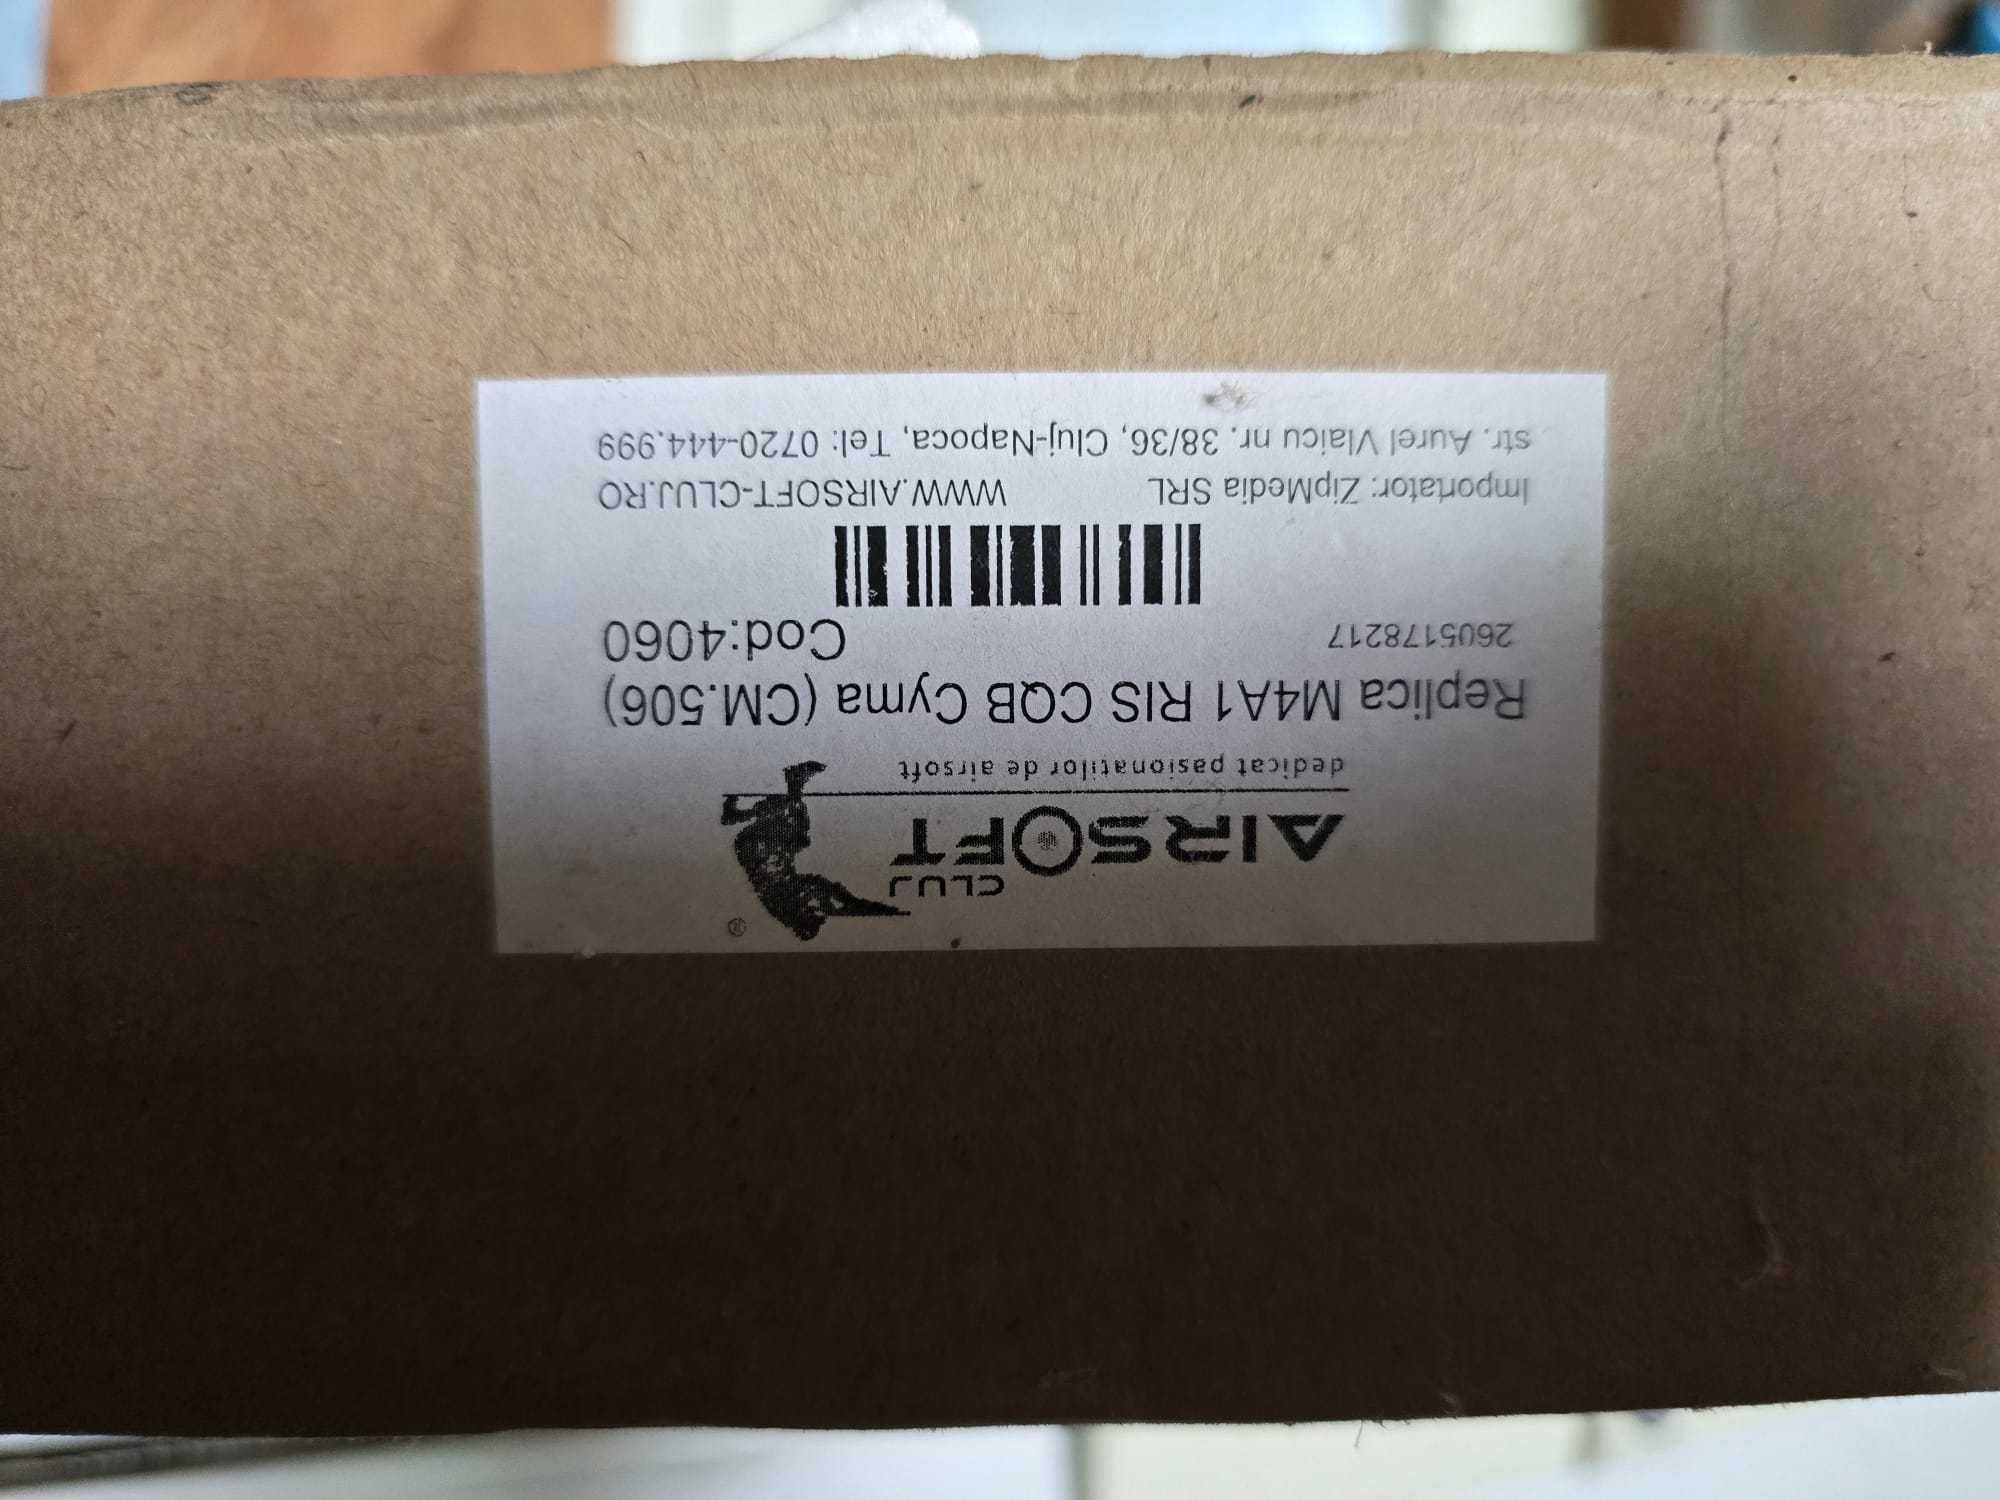 CLUJ
AIRSOFT
®
dedicat pasionatilor de airsoft
Replica M4A1 RIS CQB Cyma (CM.506)
2605178217 Cod:4060
Importator: ZipMedia SRL WWW.AIRSOFT-CLUJ.RO
str. Aurel Vlaicu nr. 38/36, Cluj-Napoca, Tel: 0720-444.999